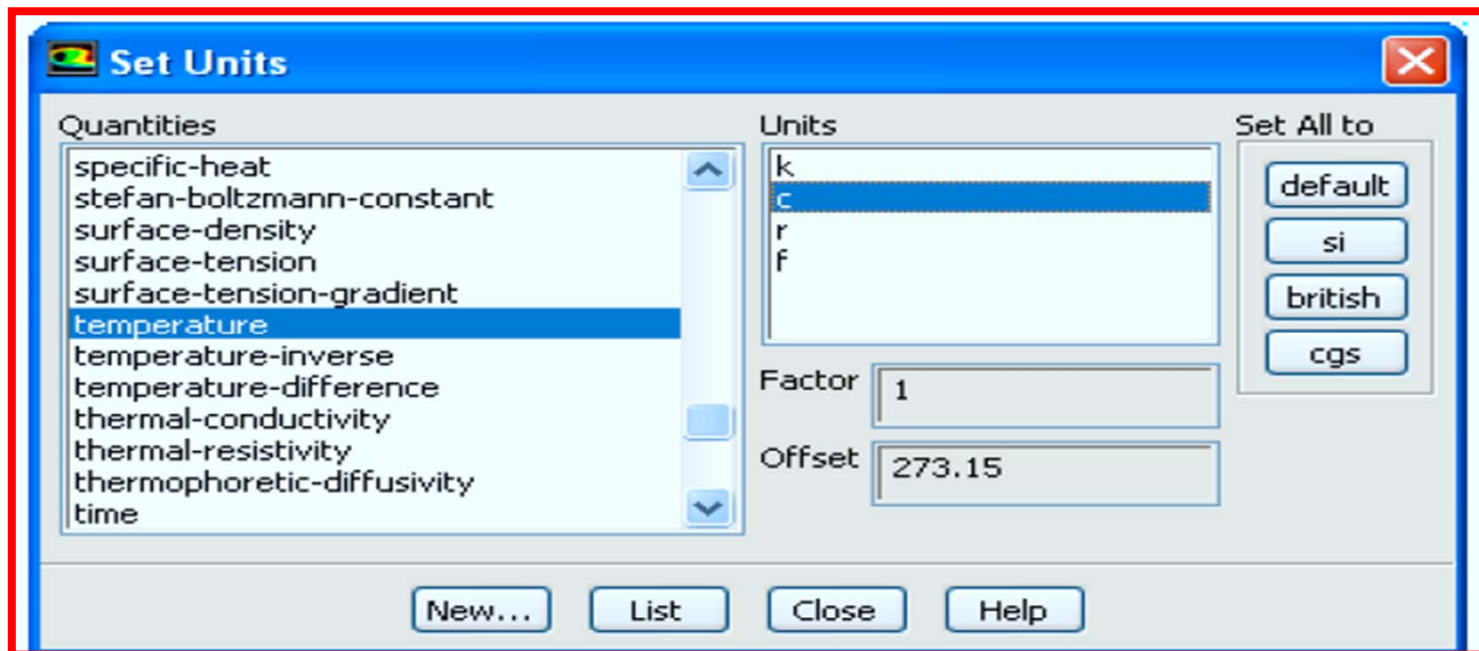 Set Units
Quantities
specific-heat
stefan-boltzmann-constant
surface-density
surface-tension
surface-tension-gradient
temperature
temperature-inverse
temperature-difference
thermal-conductivity
thermal-resistivity
thermophoretic-diffusivity
time
Units
k
c
r
f
Factor 1
Offset 273.15
Set All to
default
si
british
cgs
New... List Close Help